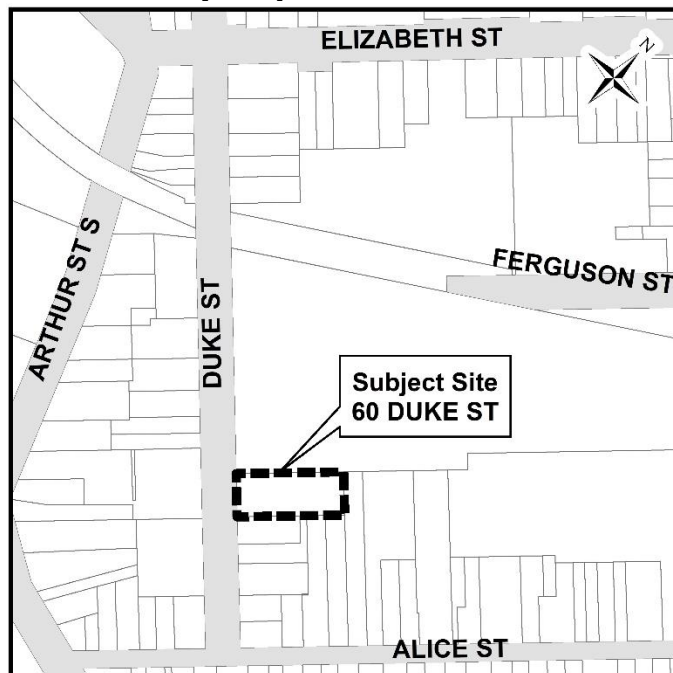 ELIZABETH ST
N
ARTHUR ST S
DUKE ST
FERGUSON ST
Subject Site
60 DUKE ST
ALICE ST